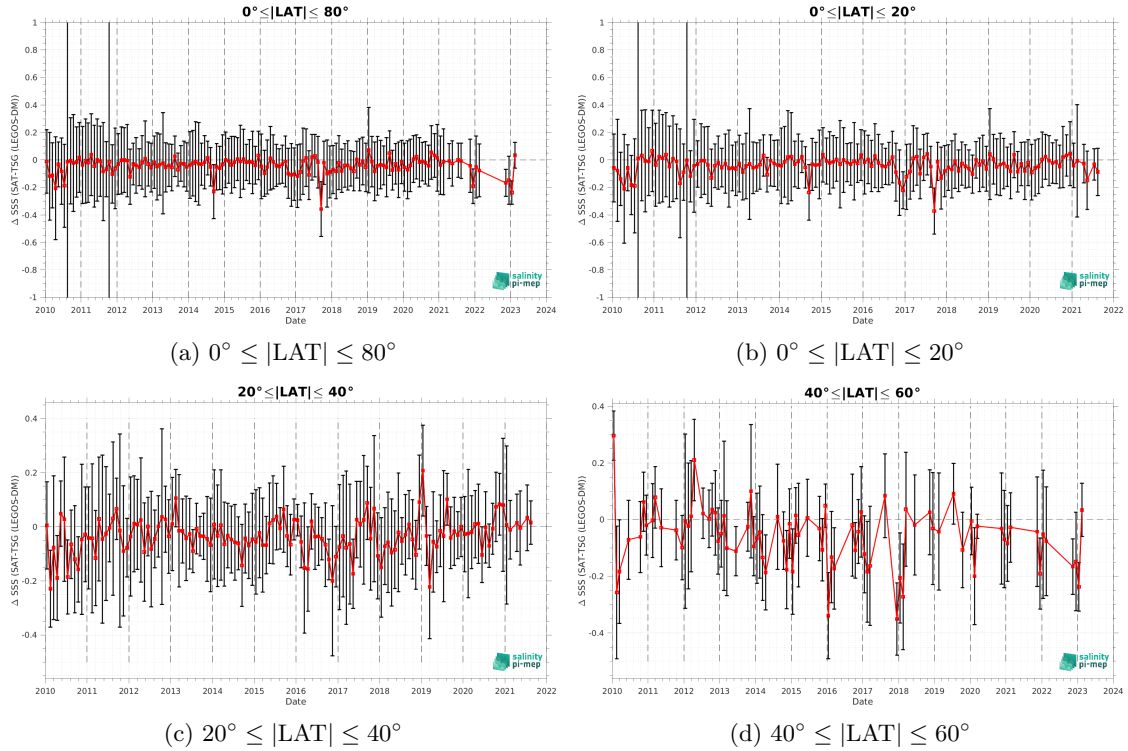 0°≤|LAT|≤ 80°
Δ SSS (SAT-TSG (LEGOS-DM))
1
0.8
0.6
0.4
0.2
0
-0.2
-0.4
-0.6
-0.8
-1
2010 2011 2012 2013 2014 2015 2016 2017 2018 2019 2020 2021 2022 2023 2024
Date
salinity
pi-mep
(a) 0° ≤ |LAT| ≤ 80°
0°≤|LAT|≤ 20°
Δ SSS (SAT-TSG (LEGOS-DM))
1
0.8
0.6
0.4
0.2
0
-0.2
-0.4
-0.6
-0.8
-1
2010 2011 2012 2013 2014 2015 2016 2017 2018 2019 2020 2021 2022
Date
salinity
pi-mep
(b) 0° ≤ |LAT| ≤ 20°
20°≤|LAT|≤ 40°
Δ SSS (SAT-TSG (LEGOS-DM))
0.4
0.2
0
-0.2
-0.4
2010 2011 2012 2013 2014 2015 2016 2017 2018 2019 2020 2021 2022
Date
salinity
pi-mep
(c) 20° ≤ |LAT| ≤ 40°
40°≤|LAT|≤ 60°
Δ SSS (SAT-TSG (LEGOS-DM))
0.4
0.2
0
-0.2
-0.4
2010 2011 2012 2013 2014 2015 2016 2017 2018 2019 2020 2021 2022 2023 2024
Date
salinity
pi-mep
(d) 40° ≤ |LAT| ≤ 60°